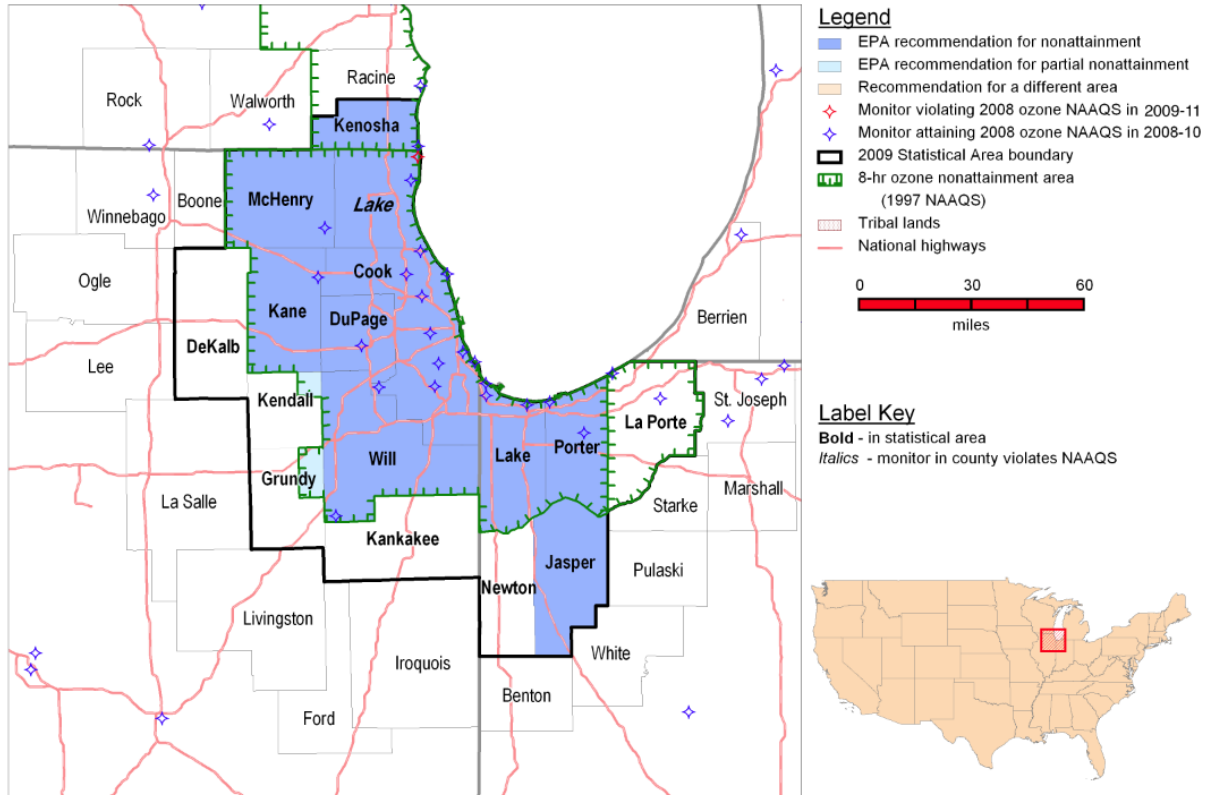 Racine
Rock
Walworth
Kenosha
McHenry
Lake
Boone
Winnebago
Ogle
Cook
Kane
DuPage
Berrien
DeKalb
Lee
Kendall
La Porte
St. Joseph
Lake
Porter
Will
Grundy
La Salle
Marshall
Starke
Kankakee
Jasper
Pulaski
Newton
Livingston
White
Iroquois
Benton
Ford
Legend
EPA recommendation for nonattainment
EPA recommendation for partial nonattainment
Recommendation for a different area
Monitor violating 2008 ozone NAAQS in 2009-11
Monitor attaining 2008 ozone NAAQS in 2008-10
2009 Statistical Area boundary
8-hr ozone nonattainment area
(1997 NAAQS)
Tribal lands
National highways
0 30 60
miles
Label Key
Bold - in statistical area
Italics - monitor in county violates NAAQS